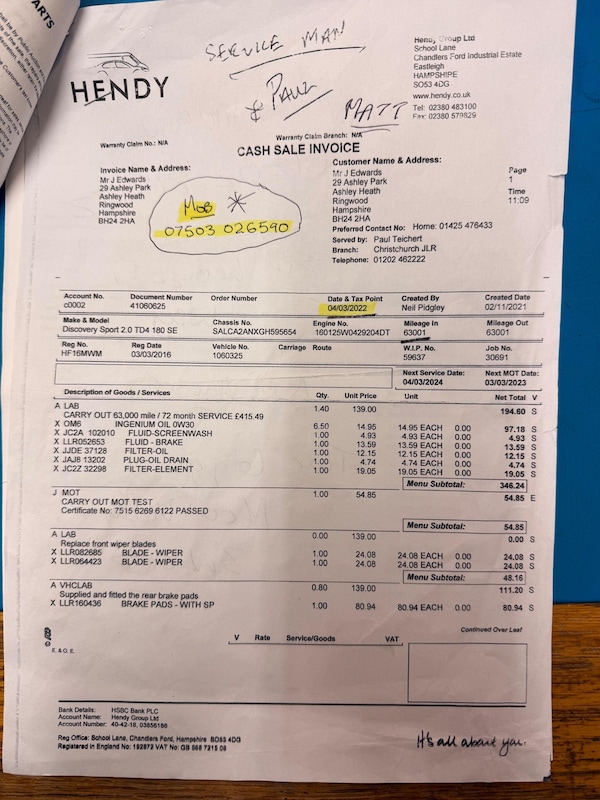 ARTS
HENDY
SERVICE MAN
& PAUL
MATT
Hendy Group Ltd
School Lane
Chandlers Ford Industrial Estate
Eastleigh
HAMPSHIRE
SO53 4DG
www.hendy.co.uk
Tel: 02380 483100
Fax: 02380 579829
Warranty Claim No.: N/A
Warranty Claim Branch: N/A
CASH SALE INVOICE
Invoice Name & Address:
Mr J Edwards
29 Ashley Park
Ashley Heath
Ringwood
Hampshire
BH24 2HA
MOB *
07503 026590
Customer Name & Address:
Mr J Edwards
29 Ashley Park
Ashley Heath
Ringwood
Hampshire
BH24 2HA
Preferred Contact No: Home: 01425 476433
Served by: Paul Teichert
Branch: Christchurch JLR
Telephone: 01202 462222
Page
1
Time
11:09
Account No. Document Number Order Number Date & Tax Point Created By Created Date
c0002 41060625 04/03/2022 Neil Pidgley 02/11/2021
Make & Model Chassis No. Engine No. Mileage In Mileage Out
Discovery Sport 2.0 TD4 180 SE SALCA2ANXGH595654 160125W0429204DT 63001 63001
Reg No. Reg Date Vehicle No. Carriage Route W.I.P. No. Job No.
HF16MWM 03/03/2016 1060325 59637 30691
Next Service Date: Next MOT Date:
04/03/2024 03/03/2023
Description of Goods / Services Qty. Unit Price Unit Net Total V
A LAB 1.40 139.00 194.60 S
CARRY OUT 63,000 mile / 72 month SERVICE £415.49
X OM6 INGENIUM OIL 0W30 6.50 14.95 14.95 EACH 0.00 97.18 S
X JC2A 102010 FLUID-SCREENWASH 1.00 4.93 4.93 EACH 0.00 4.93 S
X LLR052653 FLUID - BRAKE 1.00 13.59 13.59 EACH 0.00 13.59 S
X JJDE 37128 FILTER-OIL 1.00 12.15 12.15 EACH 0.00 12.15 S
X JAJ8 13202 PLUG-OIL DRAIN 1.00 4.74 4.74 EACH 0.00 4.74 S
X JC2Z 32298 FILTER-ELEMENT 1.00 19.05 19.05 EACH 0.00 19.05 S
Menu Subtotal: 346.24
J MOT 1.00 54.85 54.85 E
CARRY OUT MOT TEST
Certificate No: 7515 6269 6122 PASSED
Menu Subtotal: 54.85
A LAB 0.00 139.00 0.00 S
Replace front wiper blades
X LLR082685 BLADE - WIPER 1.00 24.08 24.08 EACH 0.00 24.08 S
X LLR064423 BLADE - WIPER 1.00 24.08 24.08 EACH 0.00 24.08 S
Menu Subtotal: 48.16
A VHCLAB 0.80 139.00 111.20 S
Supplied and fitted the rear brake pads
X LLR160436 BRAKE PADS - WITH SP 1.00 80.94 80.94 EACH 0.00 80.94 S
Continued Over Leaf
V Rate Service/Goods VAT
E. & O. E.
Bank Details: HSBC Bank PLC
Account Name: Hendy Group Ltd
Account Number: 40-42-18, 03856186
Reg Office: School Lane, Chandlers Ford, Hampshire SO53 4DG
Registered in England No: 192872 VAT No: GB 568 7315 08
It's all about you.